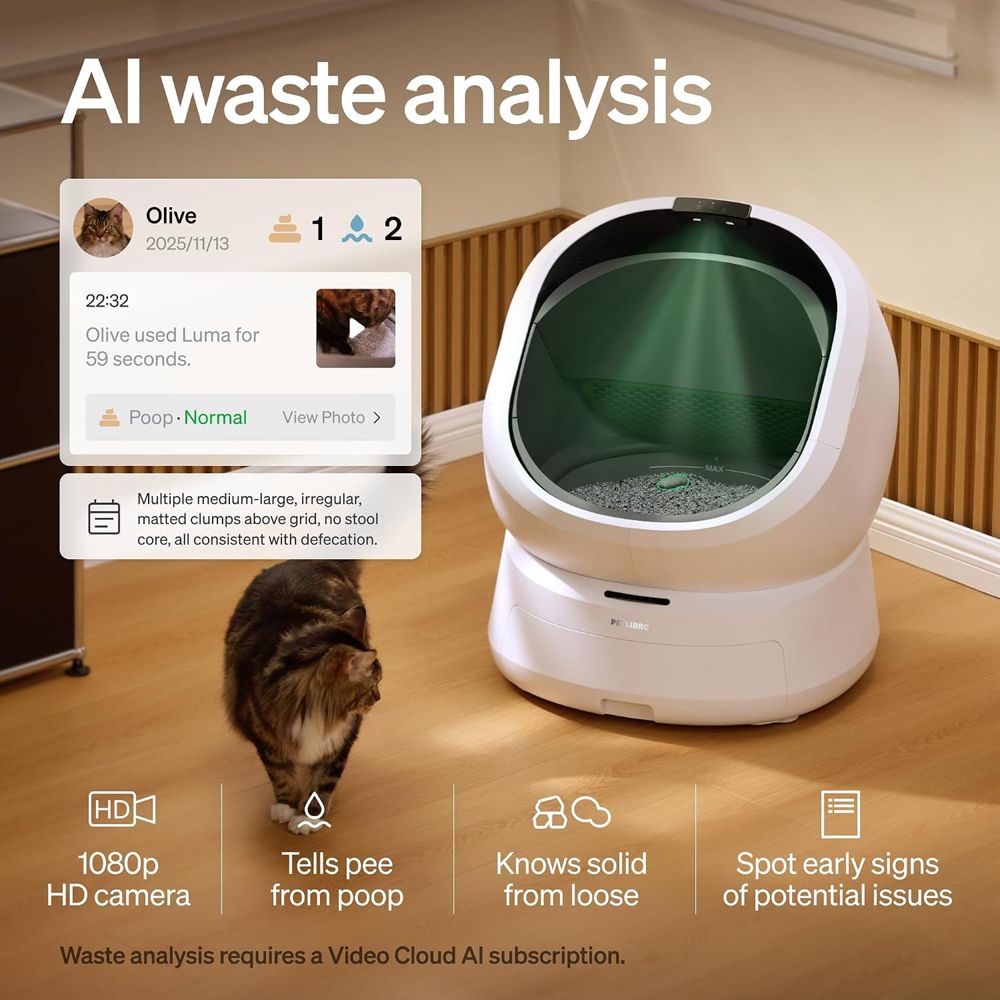 AI waste analysis
Olive
2025/11/13
1
2
22:32
Olive used Luma for
59 seconds.
Poop · Normal
View Photo >
Multiple medium-large, irregular,
matted clumps above grid, no stool
core, all consistent with defecation.
MAX
PETLIBRO
HD
1080p
HD camera
Tells pee
from poop
Knows solid
from loose
Spot early signs
of potential issues
Waste analysis requires a Video Cloud AI subscription.